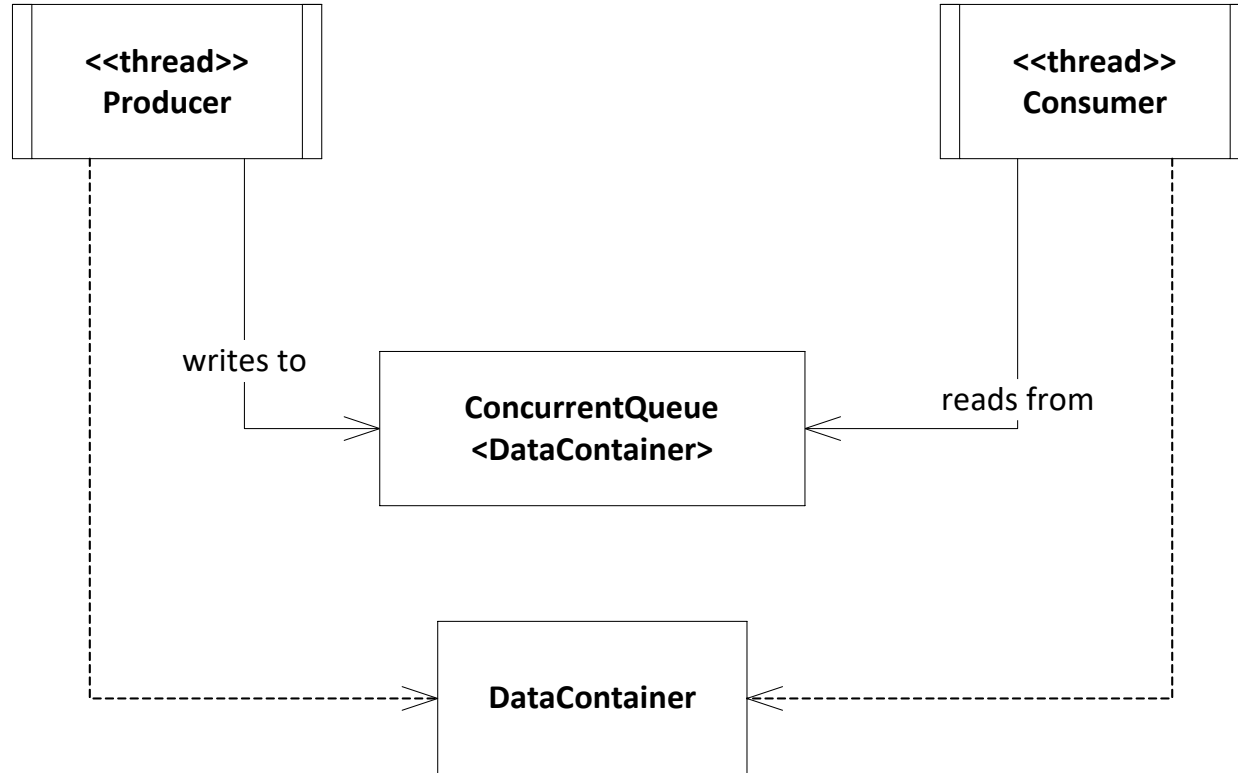 <<thread>>
Producer
<<thread>>
Consumer
writes to
ConcurrentQueue
<DataContainer>
reads from
DataContainer